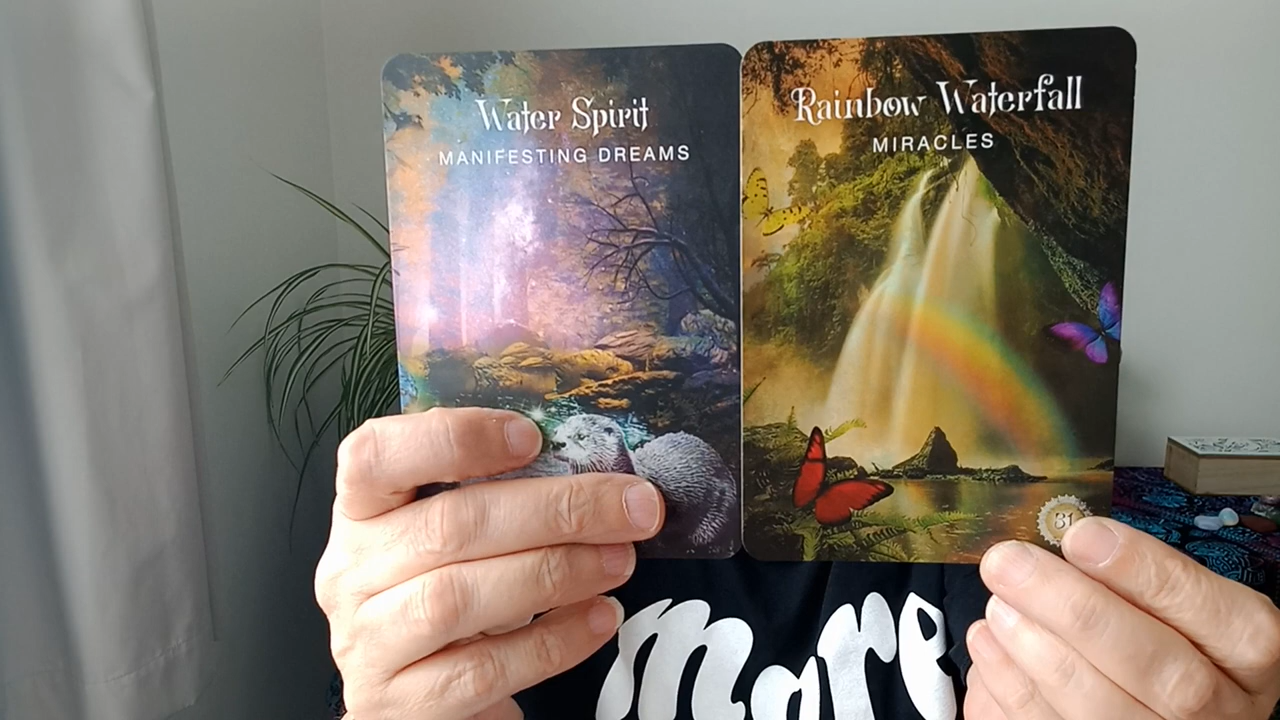 Water Spirit
MANIFESTING DREAMS
Rainbow Waterfall
MIRACLES
31
more